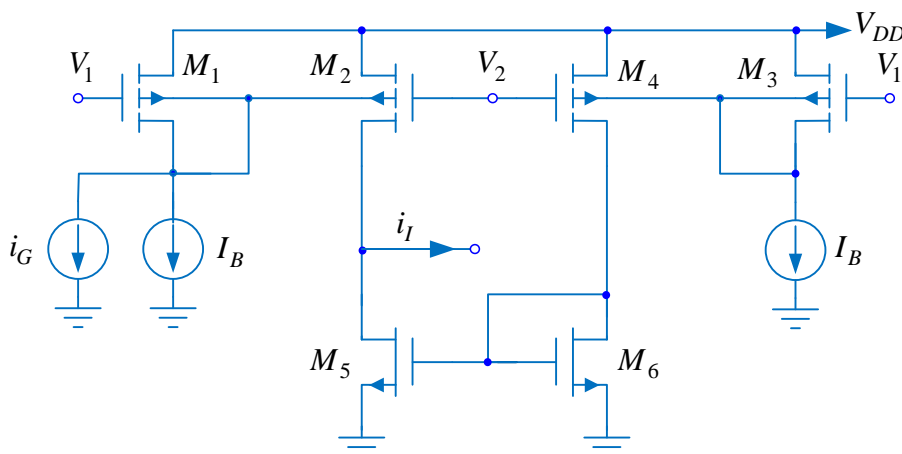 V_DD
V_1 M_1 M_2 V_2 M_4 M_3 V_1
i_G I_B i_I I_B
M_5 M_6